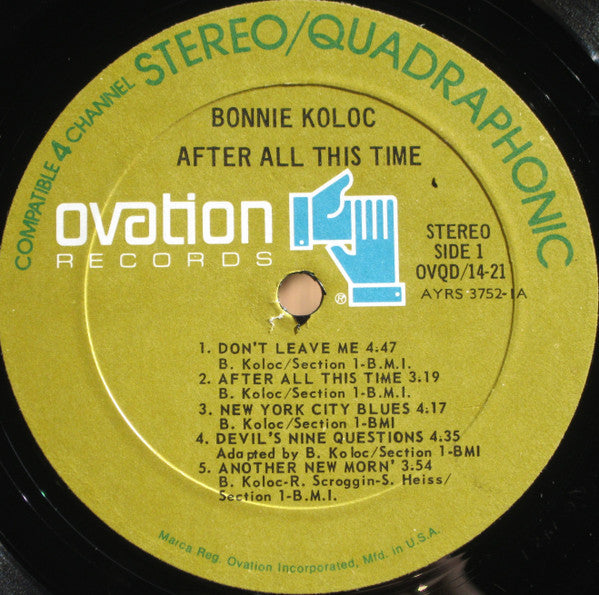 COMPATIBLE 4 CHANNEL STEREO/QUADRAPHONIC
BONNIE KOLOC
AFTER ALL THIS TIME
ovation
RECORDS
®
STEREO
SIDE 1
OVQD/14-21
AYRS 3752-1A
1. DON'T LEAVE ME 4:47
B. Koloc/Section 1-B.M.I.
2. AFTER ALL THIS TIME 3:19
B. Koloc/Section 1-B.M.I.
3. NEW YORK CITY BLUES 4:17
B. Koloc/Section 1-BMI
4. DEVIL'S NINE QUESTIONS 4:35
Adapted by B. Koloc/Section 1-BMI
5. ANOTHER NEW MORN' 3:54
B. Koloc-R. Scroggin-S. Heiss/
Section 1-B.M.I.
Marca Reg. Ovation Incorporated, Mfd. in U.S.A.